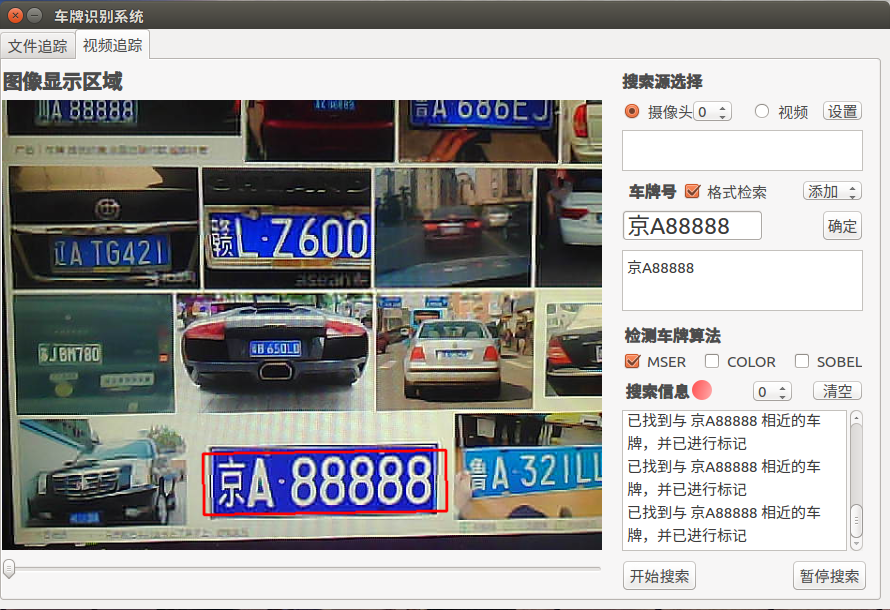 车牌识别系统
文件追踪 视频追踪
图像显示区域
A 88888
鲁A 686EJ
辽A TG421
赣L·Z600
JBM780
B 650LD
京A·88888
鲁A·321LL
搜索源选择
摄像头 0 视频 设置
车牌号 格式检索 添加
京A88888 确定
京A88888
检测车牌算法
MSER COLOR SOBEL
搜索信息 0 清空
已找到与 京A88888 相近的车
牌，并已进行标记
已找到与 京A88888 相近的车
牌，并已进行标记
已找到与 京A88888 相近的车
牌，并已进行标记
开始搜索 暂停搜索